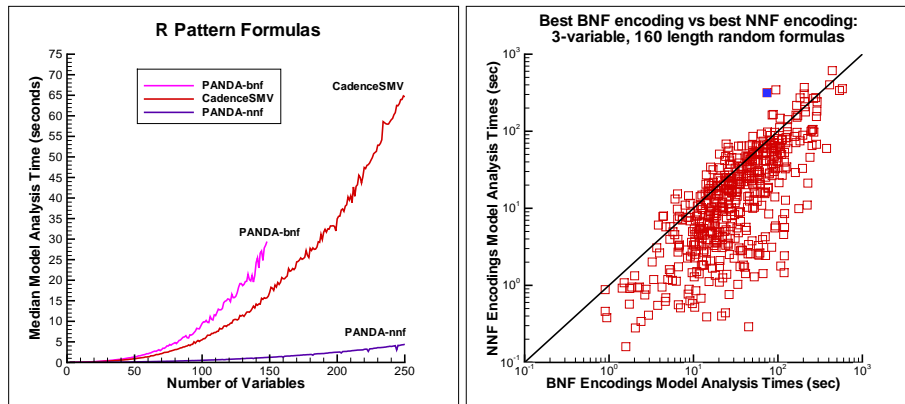 R Pattern Formulas
Median Model Analysis Time (seconds)
75
70
65
60
55
50
45
40
35
30
25
20
15
10
5
0
PANDA-bnf
CadenceSMV
PANDA-nnf
CadenceSMV
PANDA-bnf
PANDA-nnf
0 50 100 150 200 250
Number of Variables
Best BNF encoding vs best NNF encoding:
3-variable, 160 length random formulas
NNF Encodings Model Analysis Times (sec)
10³
10²
10¹
10⁰
10⁻¹
10⁻¹ 10⁰ 10¹ 10² 10³
BNF Encodings Model Analysis Times (sec)